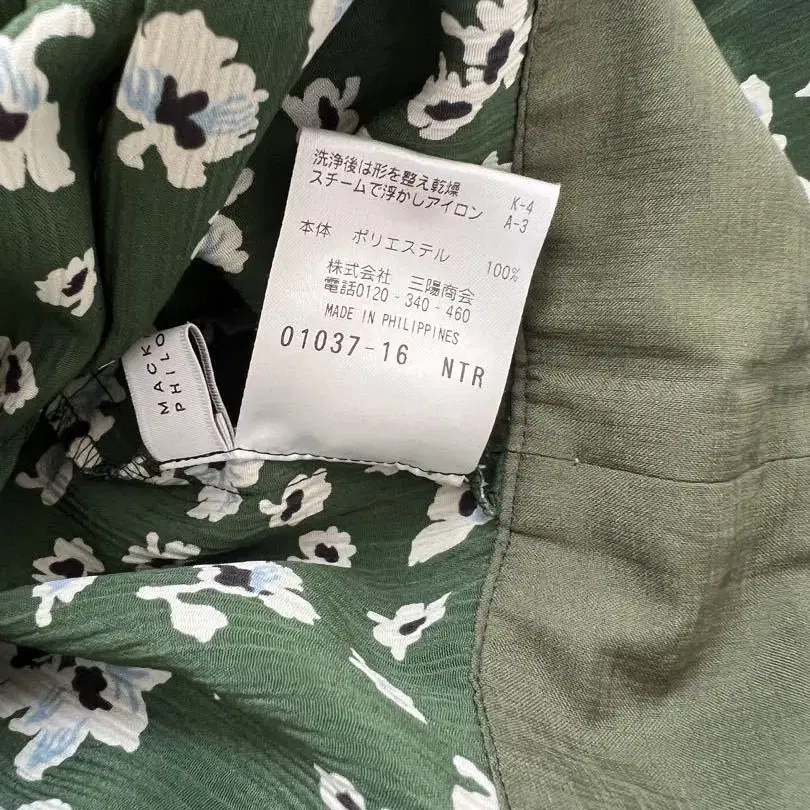 洗浄後は形を整え乾燥
スチームで浮かしアイロン
K-4
A-3
本体 ポリエステル 100%
株式会社 三陽商会
電話0120-340-460
MADE IN PHILIPPINES
01037-16 NTR
MACK
PHILO